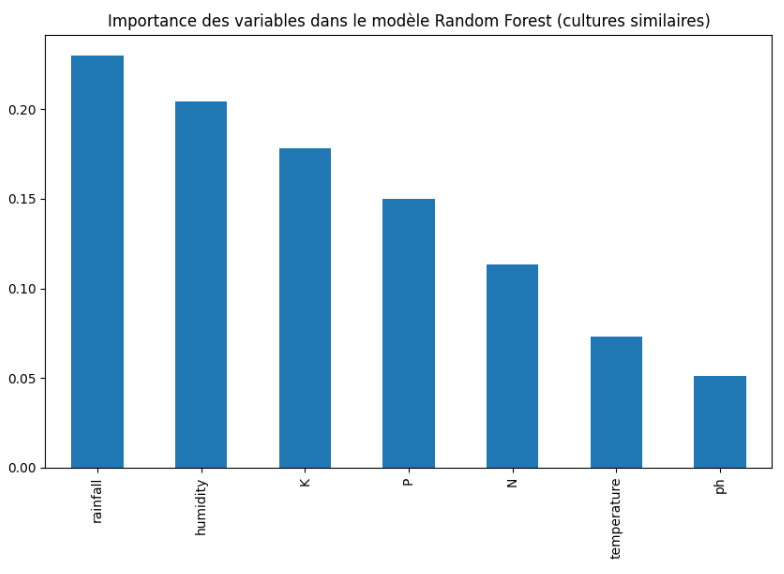 Importance des variables dans le modèle Random Forest (cultures similaires)
0.20
0.15
0.10
0.05
0.00
rainfall
humidity
K
P
N
temperature
ph